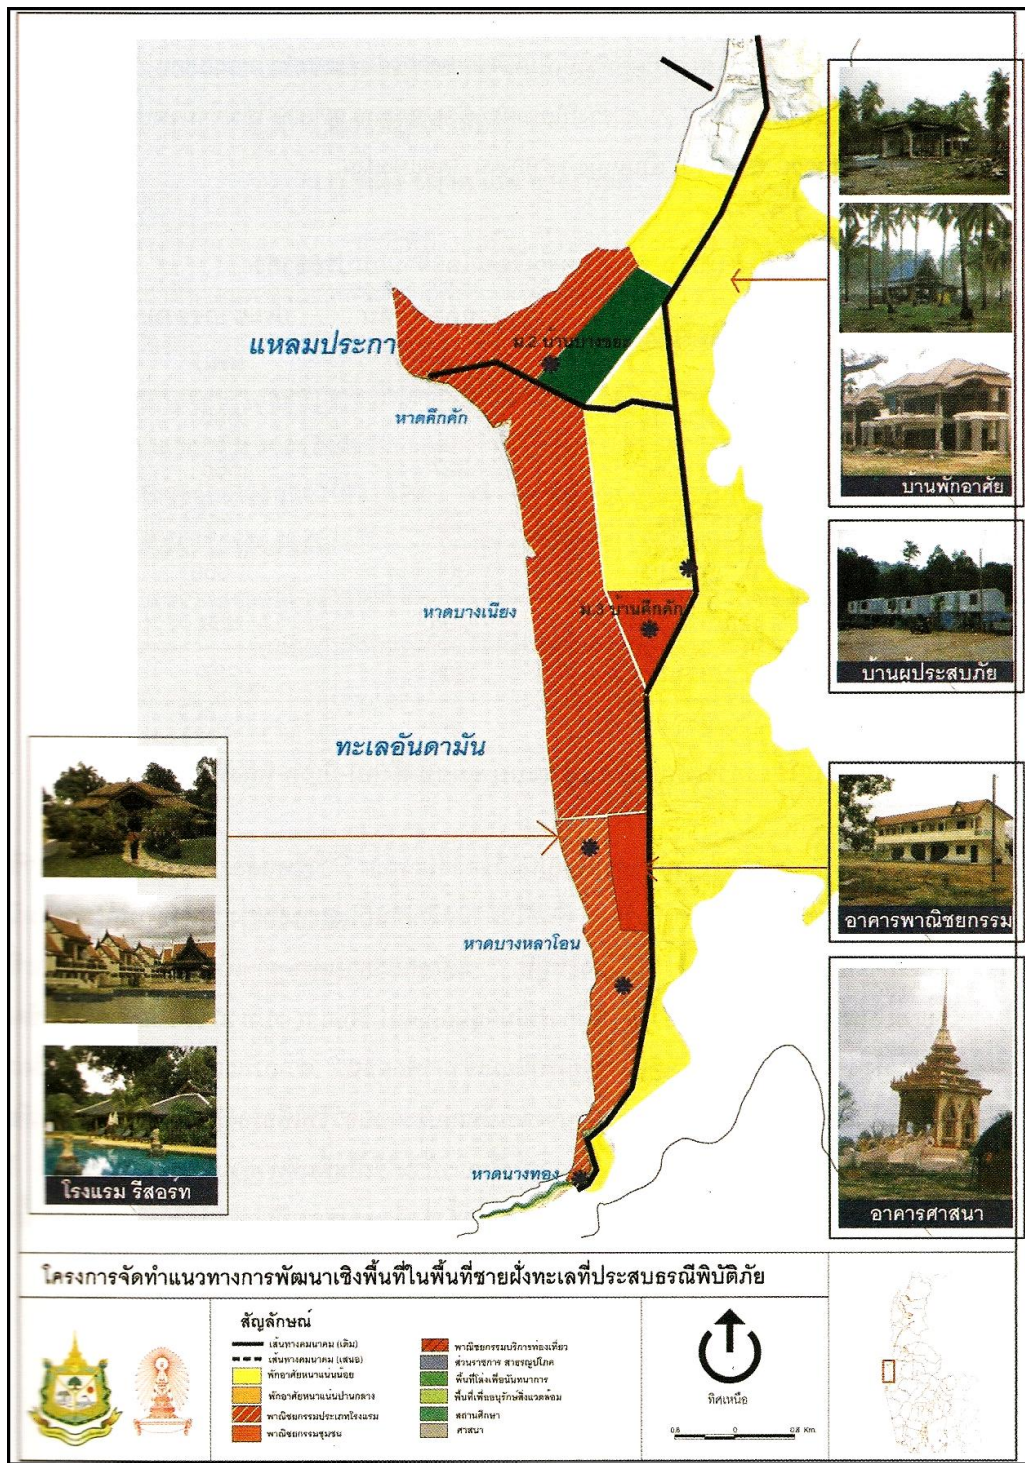 บ้านพักอาศัย
แหลมประกา
ม.2 บ้านบางขยะ
หาดคึกคัก
หาดบางเนียง
ม.3 บ้านคึกคัก
บ้านผู้ประสบภัย
ทะเลอันดามัน
อาคารพาณิชยกรรม
หาดบางหลาโอน
หาดนางทอง
โรงแรม รีสอร์ท
อาคารศาสนา
โครงการจัดทำแนวทางการพัฒนาเชิงพื้นที่ในพื้นที่ชายฝั่งทะเลที่ประสบธรณีพิบัติภัย
สัญลักษณ์
เส้นทางคมนาคม (เดิม)
เส้นทางคมนาคม (เสนอ)
พักอาศัยหนาแน่นน้อย
พักอาศัยหนาแน่นปานกลาง
พาณิชยกรรมประเภทโรงแรม
พาณิชยกรรมชุมชน
พาณิชยกรรมบริการท่องเที่ยว
ส่วนราชการ สาธารณูปโภค
พื้นที่โล่งเพื่อนันทนาการ
พื้นที่เพื่ออนุรักษ์สิ่งแวดล้อม
สถานศึกษา
ศาสนา
ทิศเหนือ
0.8 0 0.8 Km.